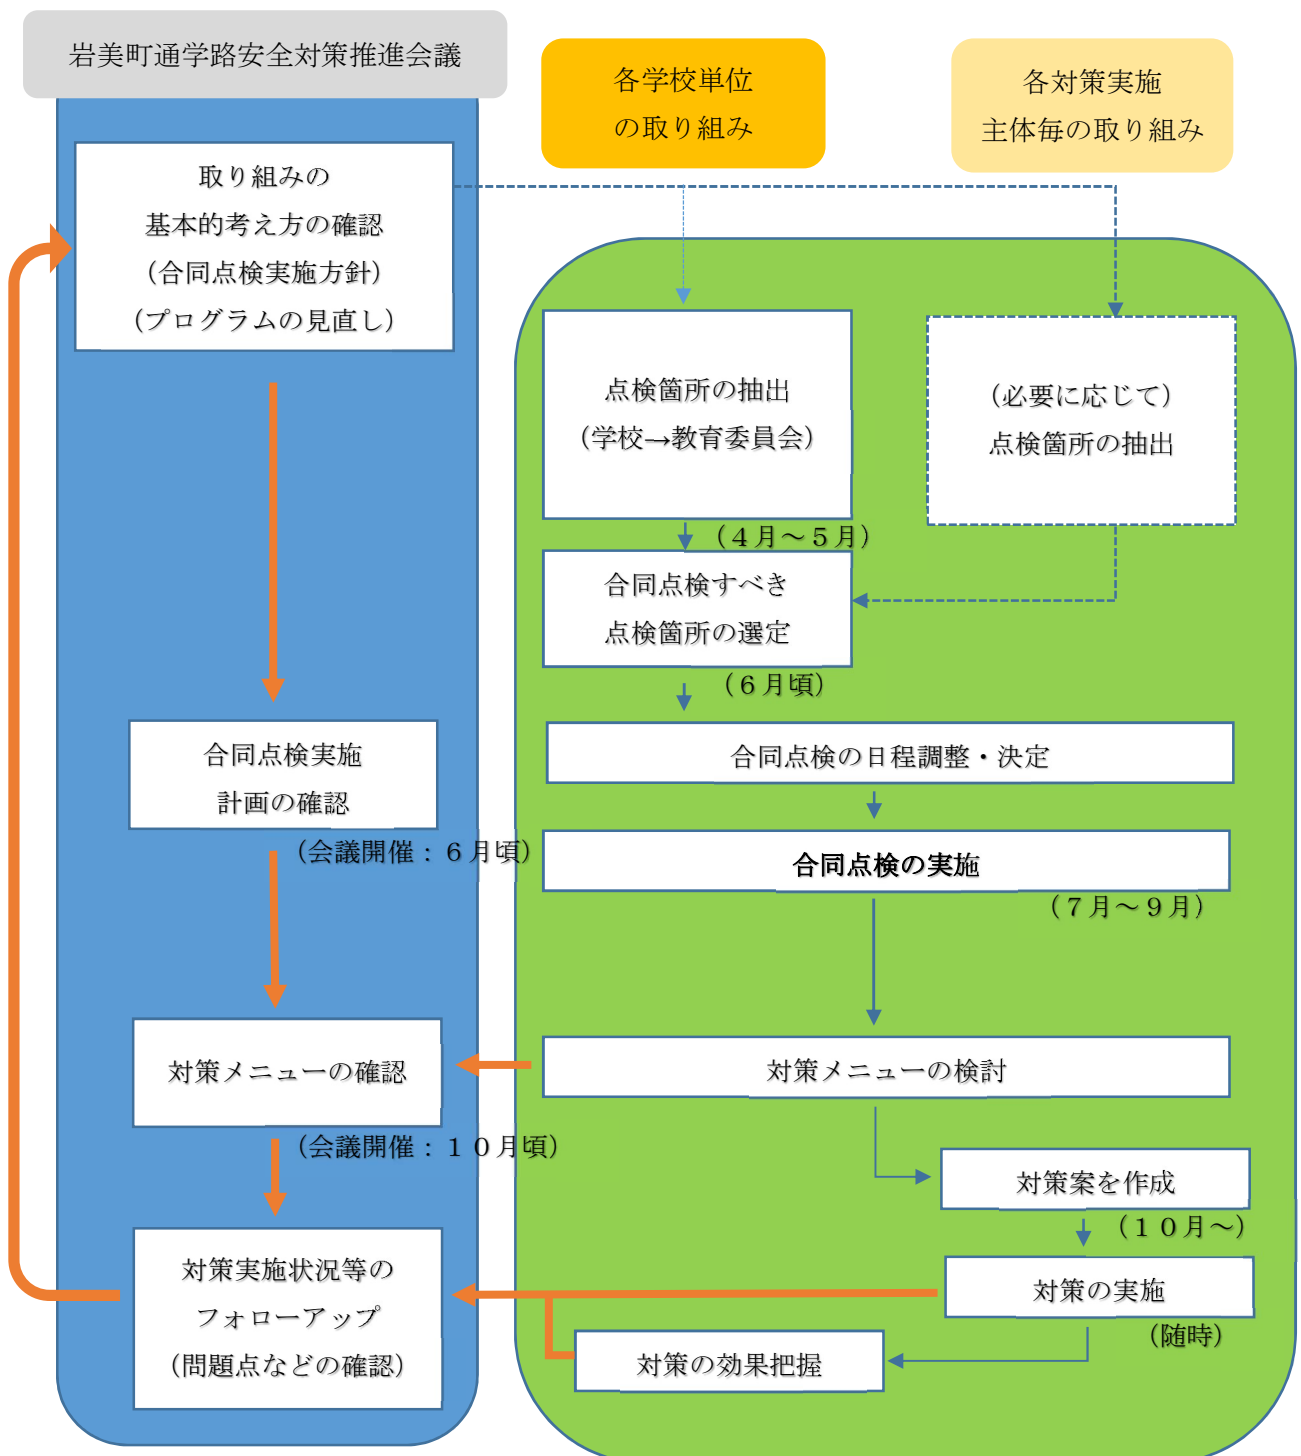 岩美町通学路安全対策推進会議
各学校単位
の取り組み
各対策実施
主体毎の取り組み
取り組みの
基本的考え方の確認
（合同点検実施方針）
（プログラムの見直し）
点検箇所の抽出
（学校→教育委員会）
（必要に応じて）
点検箇所の抽出
（４月～５月）
合同点検すべき
点検箇所の選定
（６月頃）
合同点検実施
計画の確認
（会議開催：６月頃）
合同点検の日程調整・決定
合同点検の実施
（７月～９月）
対策メニューの確認
（会議開催：１０月頃）
対策メニューの検討
対策案を作成
（１０月～）
対策実施状況等の
フォローアップ
（問題点などの確認）
対策の実施
（随時）
対策の効果把握